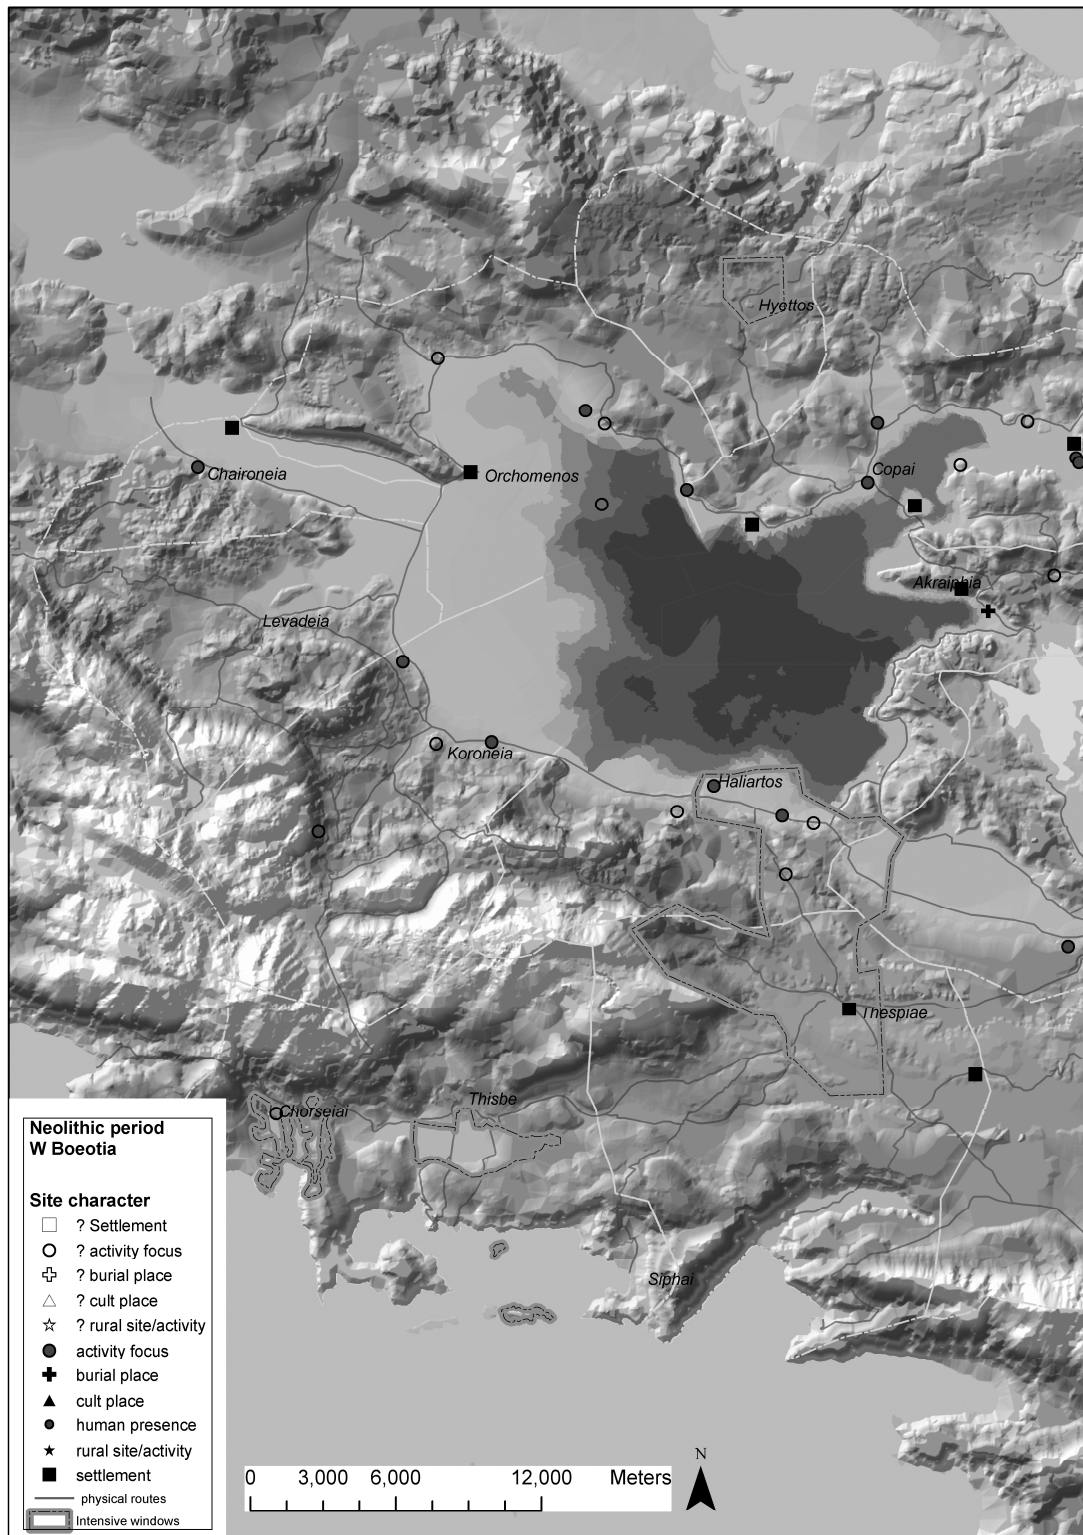 Hyettos
Chaironeia
Orchomenos
Copai
Akraiphia
Levadeia
Koroneia
Haliartos
Thespiae
Chorseiai
Thisbe
Siphai
Neolithic period
W Boeotia
Site character
? Settlement
? activity focus
? burial place
? cult place
? rural site/activity
activity focus
burial place
cult place
human presence
rural site/activity
settlement
physical routes
Intensive windows
0 3,000 6,000 12,000 Meters
N